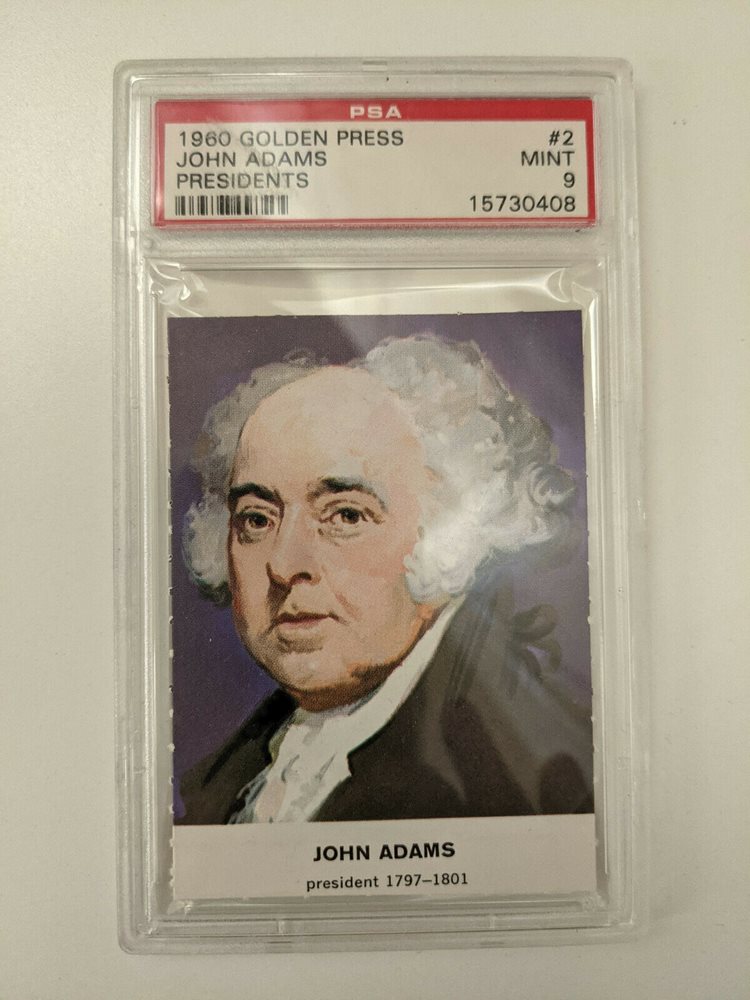 PSA
1960 GOLDEN PRESS #2
JOHN ADAMS MINT
PRESIDENTS 9
15730408
JOHN ADAMS
president 1797–1801